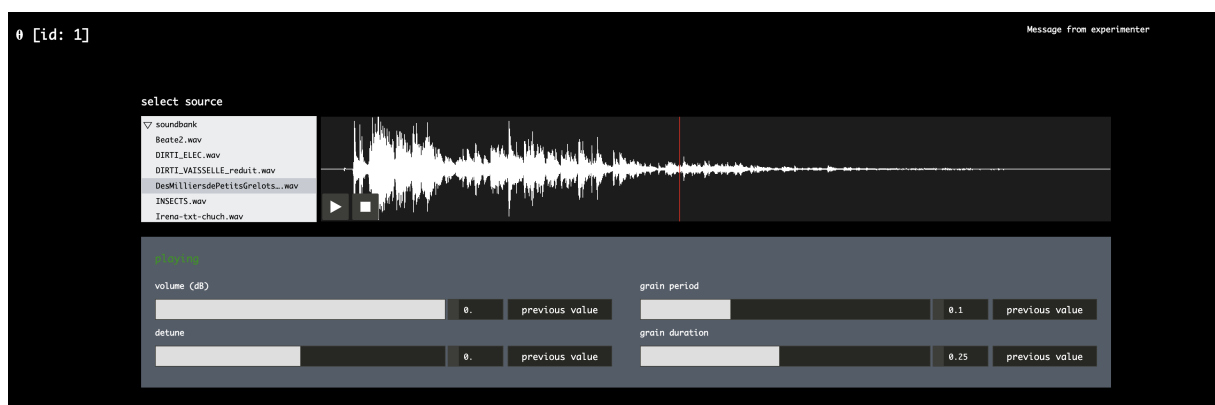 θ [id: 1]
Message from experimenter
select source
soundbank
Beate2.wav
DIRTI_ELEC.wav
DIRTI_VAISSELLE_reduit.wav
DesMilliersdePetitsGrelots….wav
INSECTS.wav
Irena-txt-chuch.wav
playing
volume (dB)
0.
previous value
grain period
0.1
previous value
detune
0.
previous value
grain duration
0.25
previous value